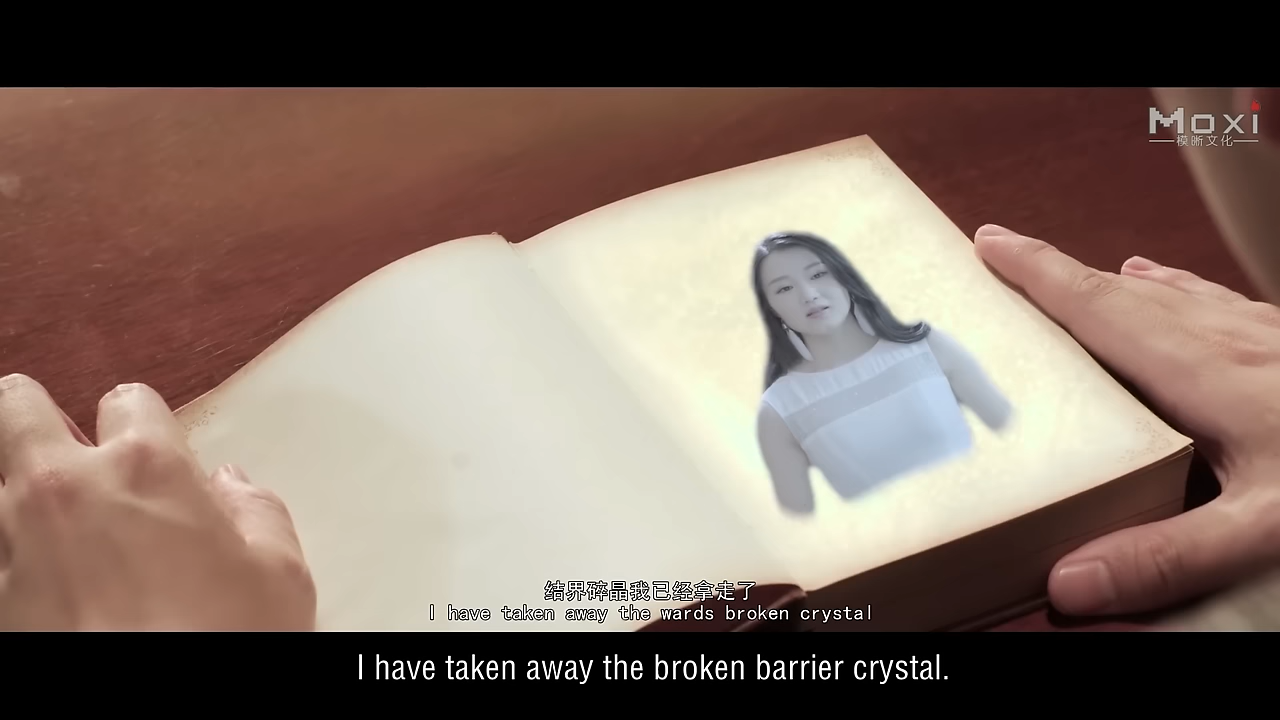 Moxi
模晰文化
结界碎晶我已经拿走了
I have taken away the wards broken crystal
I have taken away the broken barrier crystal.